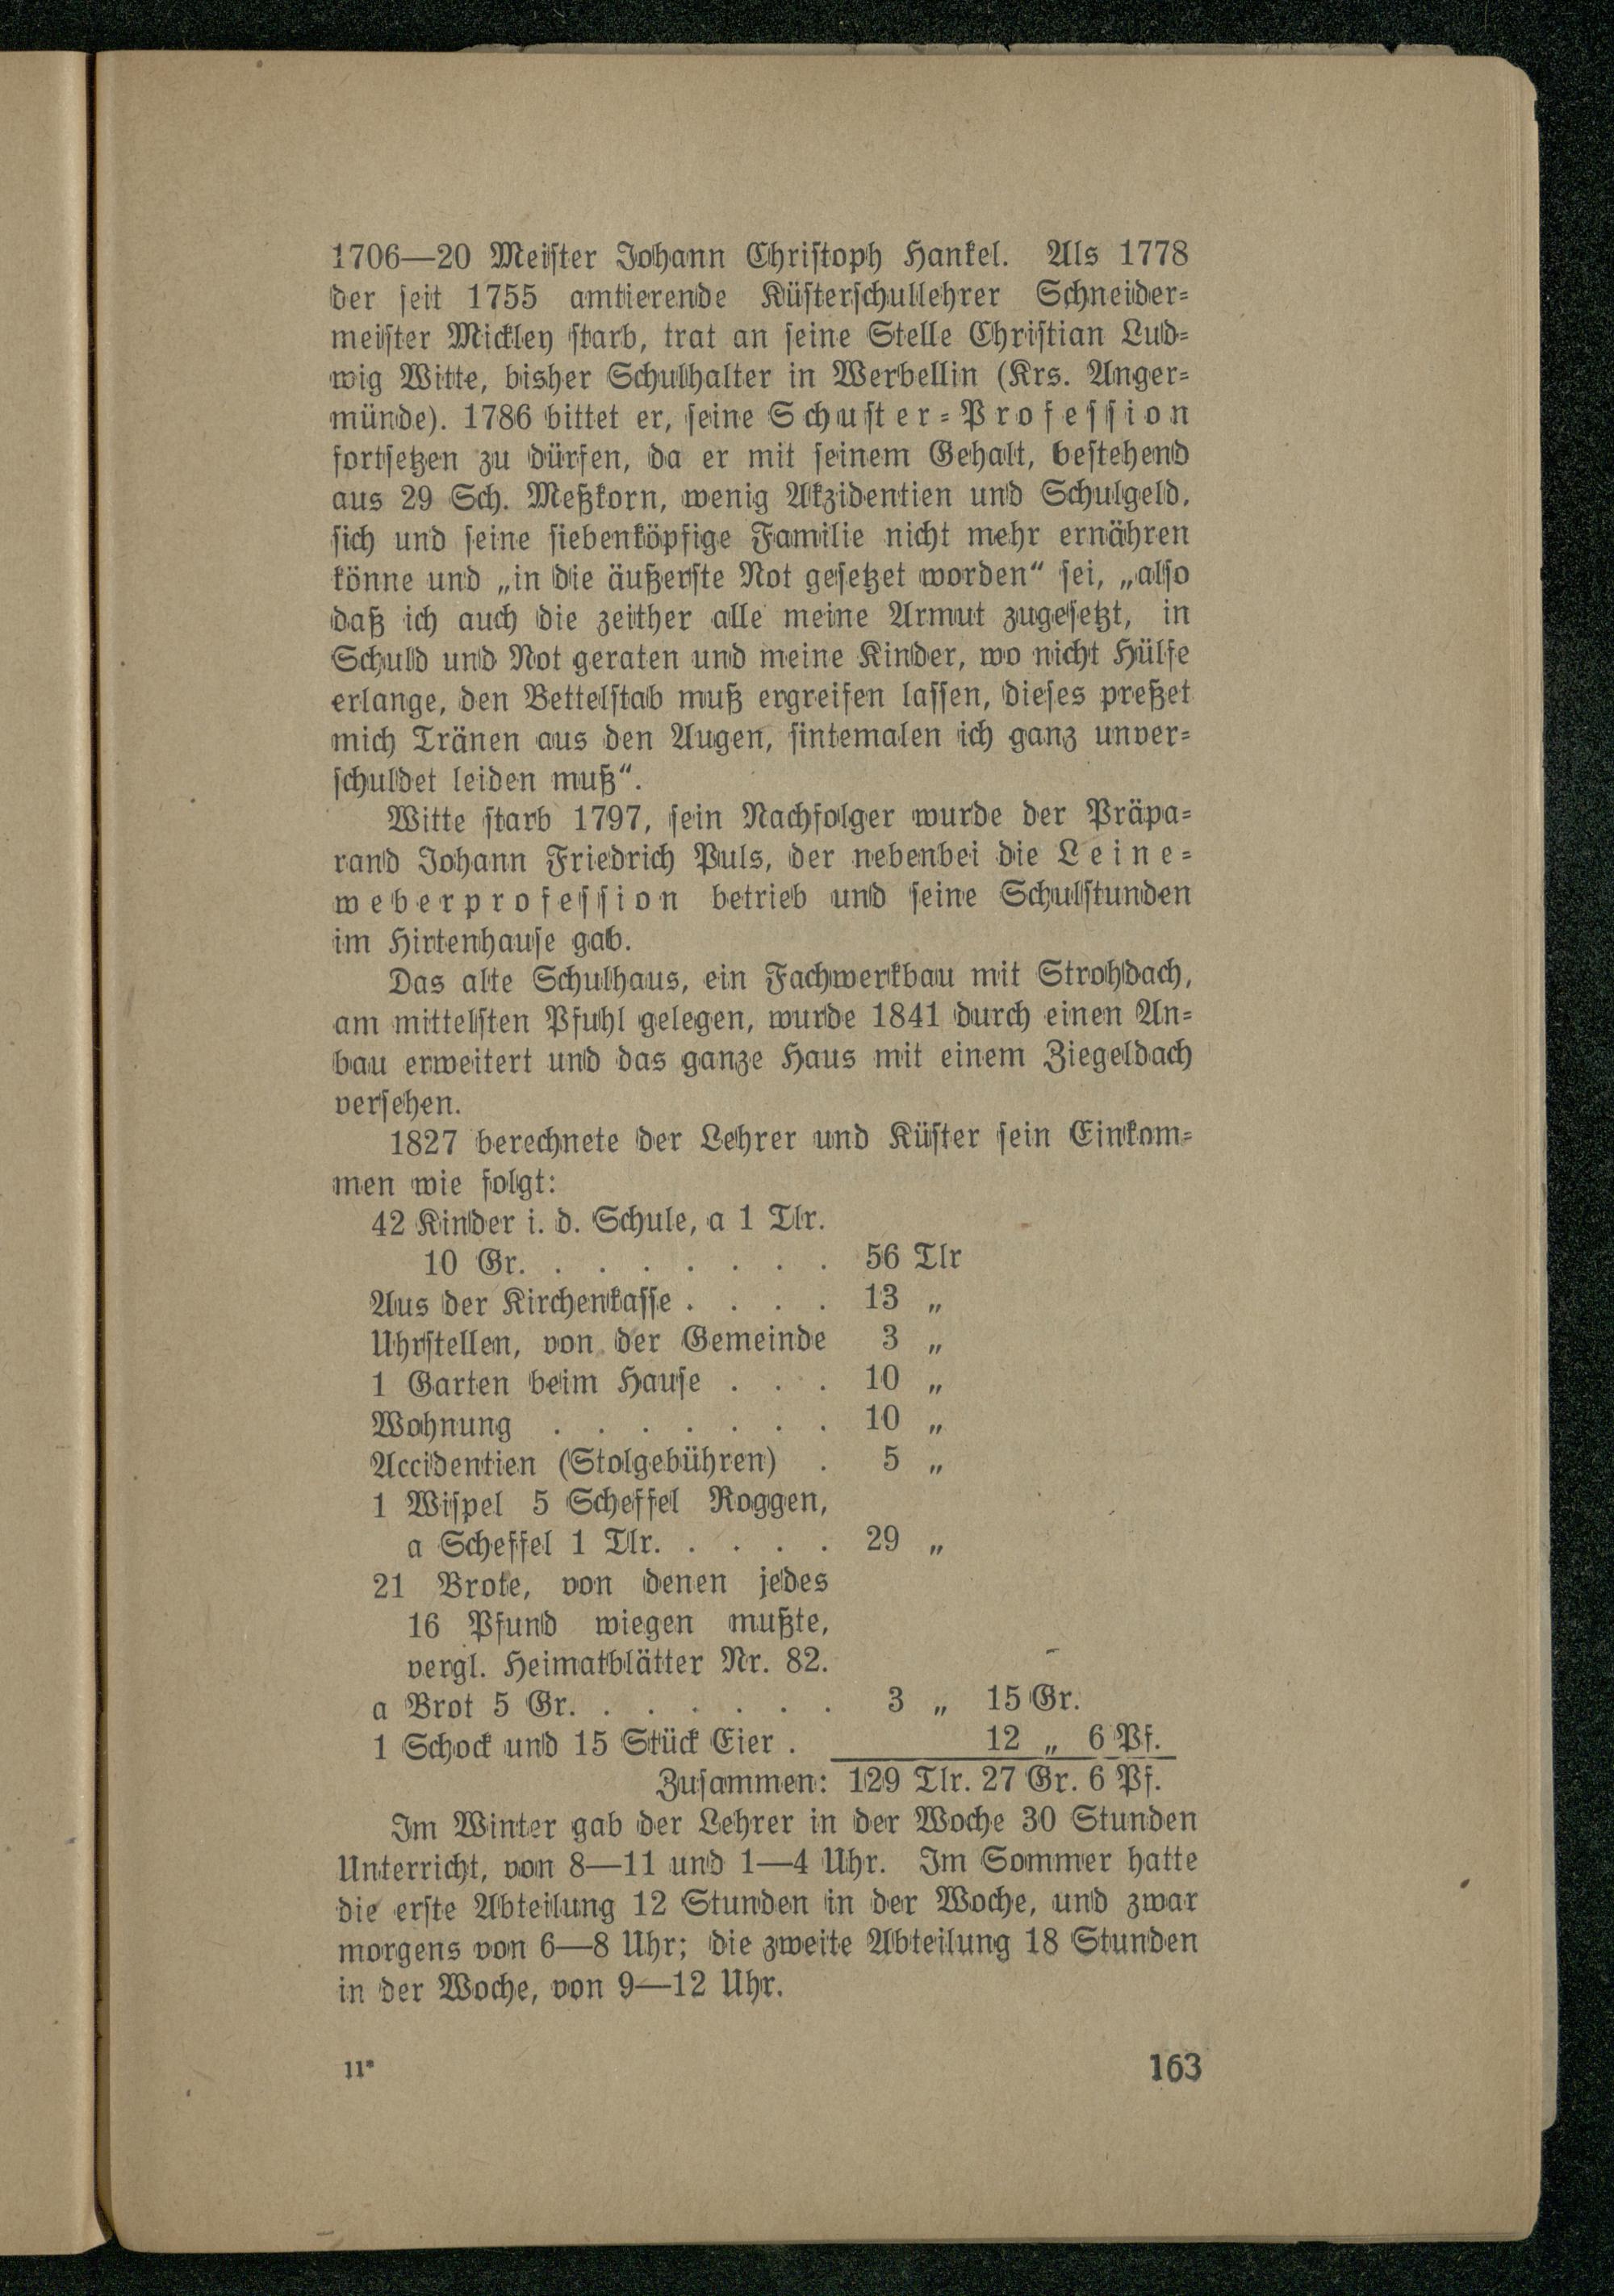 1706—20 Meister Johann Christoph Hankel. Als 1778
der seit 1755 amtierende Küsterschullehrer Schneider-
meister Mickley starb, trat an seine Stelle Christian Lud-
wig Witte, bisher Schulhalter in Werbellin (Krs. Anger-
münde). 1786 bittet er, seine Schuster-Profession
fortsetzen zu dürfen, da er mit seinem Gehalt, bestehend
aus 29 Sch. Meßkorn, wenig Akzidentien und Schulgeld,
sich und seine siebenköpfige Familie nicht mehr ernähren
könne und „in die äußerste Not gesetzet worden“ sei, „also
daß ich auch die zeither alle meine Armut zugesetzt, in
Schuld und Not geraten und meine Kinder, wo nicht Hülfe
erlange, den Bettelstab muß ergreifen lassen, dieses preßet
mich Tränen aus den Augen, sintemalen ich ganz unver-
schuldet leiden muß“.
Witte starb 1797, sein Nachfolger wurde der Präpa-
rand Johann Friedrich Puls, der nebenbei die Leine-
weberprofession betrieb und seine Schulstunden
im Hirtenhause gab.
Das alte Schulhaus, ein Fachwerkbau mit Strohdach,
am mittelsten Pfuhl gelegen, wurde 1841 durch einen An-
bau erweitert und das ganze Haus mit einem Ziegeldach
versehen.
1827 berechnete der Lehrer und Küster sein Einkom-
men wie folgt:
42 Kinder i. d. Schule, a 1 Tlr.
10 Gr. . . . . . . . 56 Tlr
Aus der Kirchenkasse . . . . 13 „
Uhrstellen, von der Gemeinde 3 „
1 Garten beim Hause . . . 10 „
Wohnung . . . . . . . 10 „
Accidentien (Stolgebühren) . 5 „
1 Wispel 5 Scheffel Roggen,
a Scheffel 1 Tlr. . . . . 29 „
21 Brote, von denen jedes
16 Pfund wiegen mußte,
vergl. Heimatblätter Nr. 82.
a Brot 5 Gr. . . . . . . 3 „ 15 Gr.
1 Schock und 15 Stück Eier . 12 „ 6 Pf.
Zusammen: 129 Tlr. 27 Gr. 6 Pf.
Im Winter gab der Lehrer in der Woche 30 Stunden
Unterricht, von 8—11 und 1—4 Uhr. Im Sommer hatte
die erste Abteilung 12 Stunden in der Woche, und zwar
morgens von 6—8 Uhr; die zweite Abteilung 18 Stunden
in der Woche, von 9—12 Uhr.
11*
163